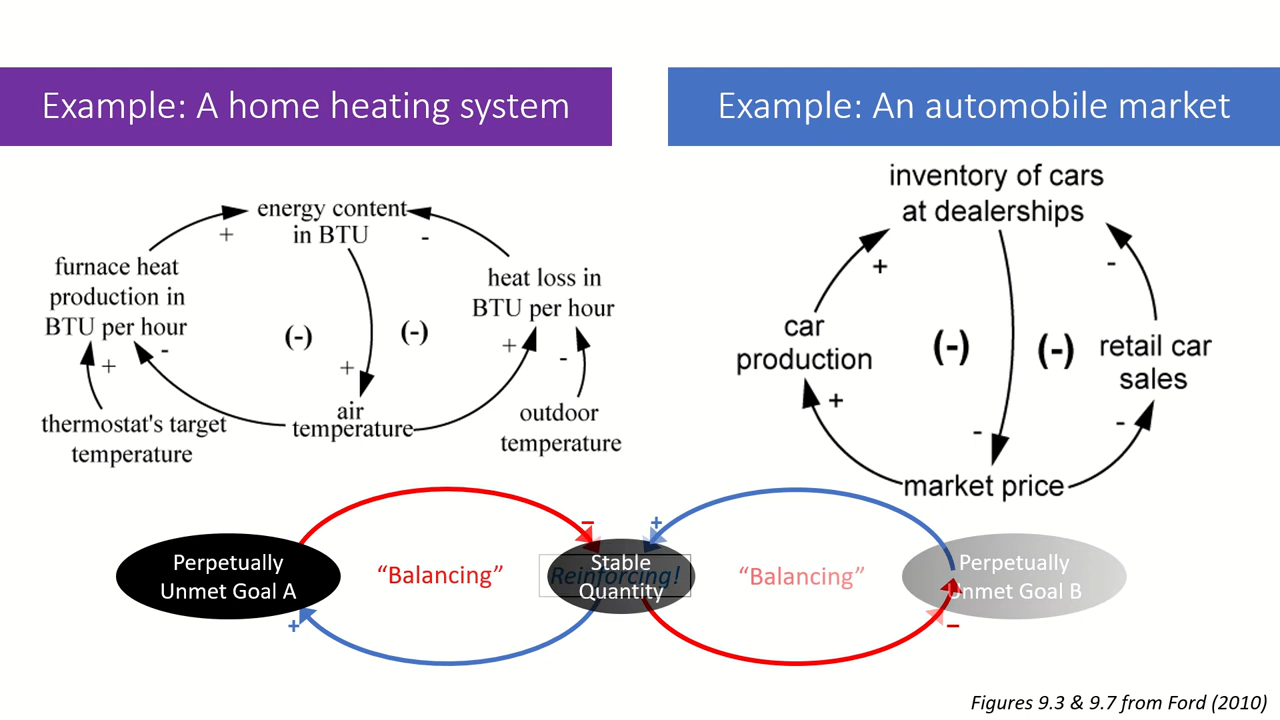 Example: A home heating system
Example: An automobile market
energy content
in BTU
+
-
furnace heat
production in
BTU per hour
heat loss in
BTU per hour
(-)
(-)
+
-
+
-
+
thermostat's target
temperature
air
temperature
outdoor
temperature
inventory of cars
at dealerships
+
-
car
production
(-)
(-)
retail car
sales
+
-
-
market price
Perpetually
Unmet Goal A
“Balancing”
−
+
Stable
Quantity
Reinforcing!
+
−
“Balancing”
Perpetually
Unmet Goal B
Figures 9.3 & 9.7 from Ford (2010)